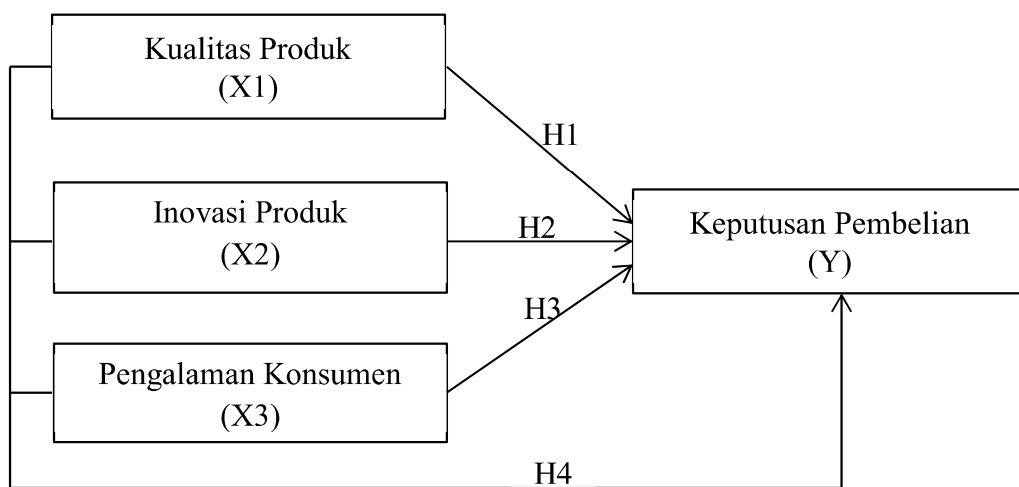 Kualitas Produk
(X1)
H1
Inovasi Produk
(X2)
H2
Keputusan Pembelian
(Y)
H3
Pengalaman Konsumen
(X3)
H4